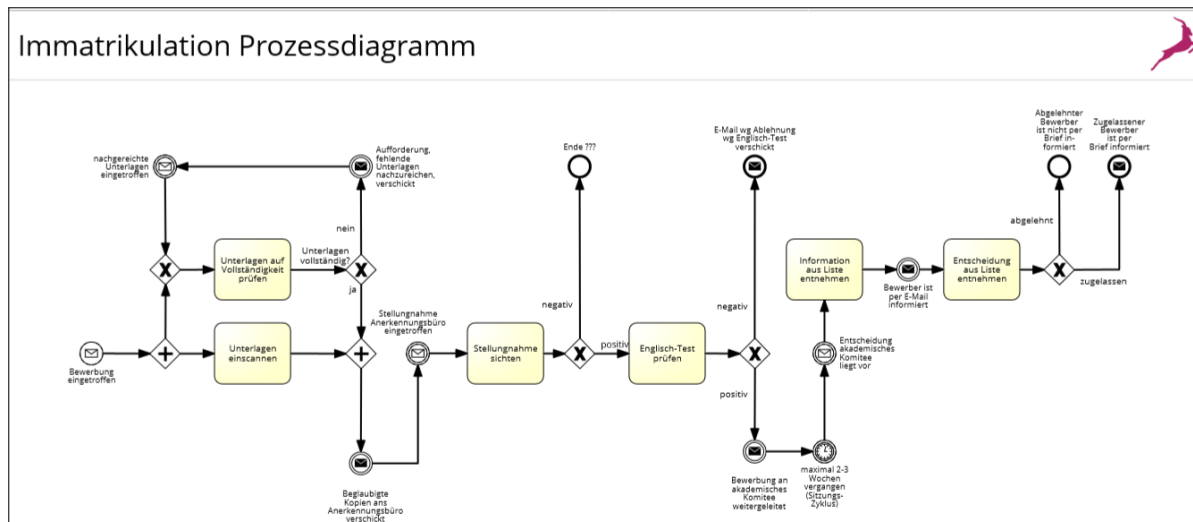 Immatrikulation Prozessdiagramm
nachgereichte
Unterlagen
eingetroffen
Aufforderung,
fehlende
Unterlagen
nachzureichen,
verschickt
Ende ???
E-Mail wg Ablehnung
wg Englisch-Test
verschickt
Abgelehnter
Bewerber
ist nicht per
Brief in-
formiert
Zugelassener
Bewerber
ist per
Brief informiert
nein
abgelehnt
Unterlagen auf
Vollständigkeit
prüfen
Unterlagen
vollständig?
ja
Information
aus Liste
entnehmen
Bewerber ist
per E-Mail
informiert
Entscheidung
aus Liste
entnehmen
zugelassen
Bewerbung
eingetroffen
Unterlagen
einscannen
Stellungnahme
Anerkennungsbüro
eingetroffen
Stellungnahme
sichten
negativ
positiv
Englisch-Test
prüfen
negativ
positiv
Entscheidung
akademisches
Komitee
liegt vor
Beglaubigte
Kopien ans
Anerkennungsbüro
verschickt
Bewerbung an
akademisches
Komitee
weitergeleitet
maximal 2-3
Wochen
vergangen
(Sitzungs-
Zyklus)